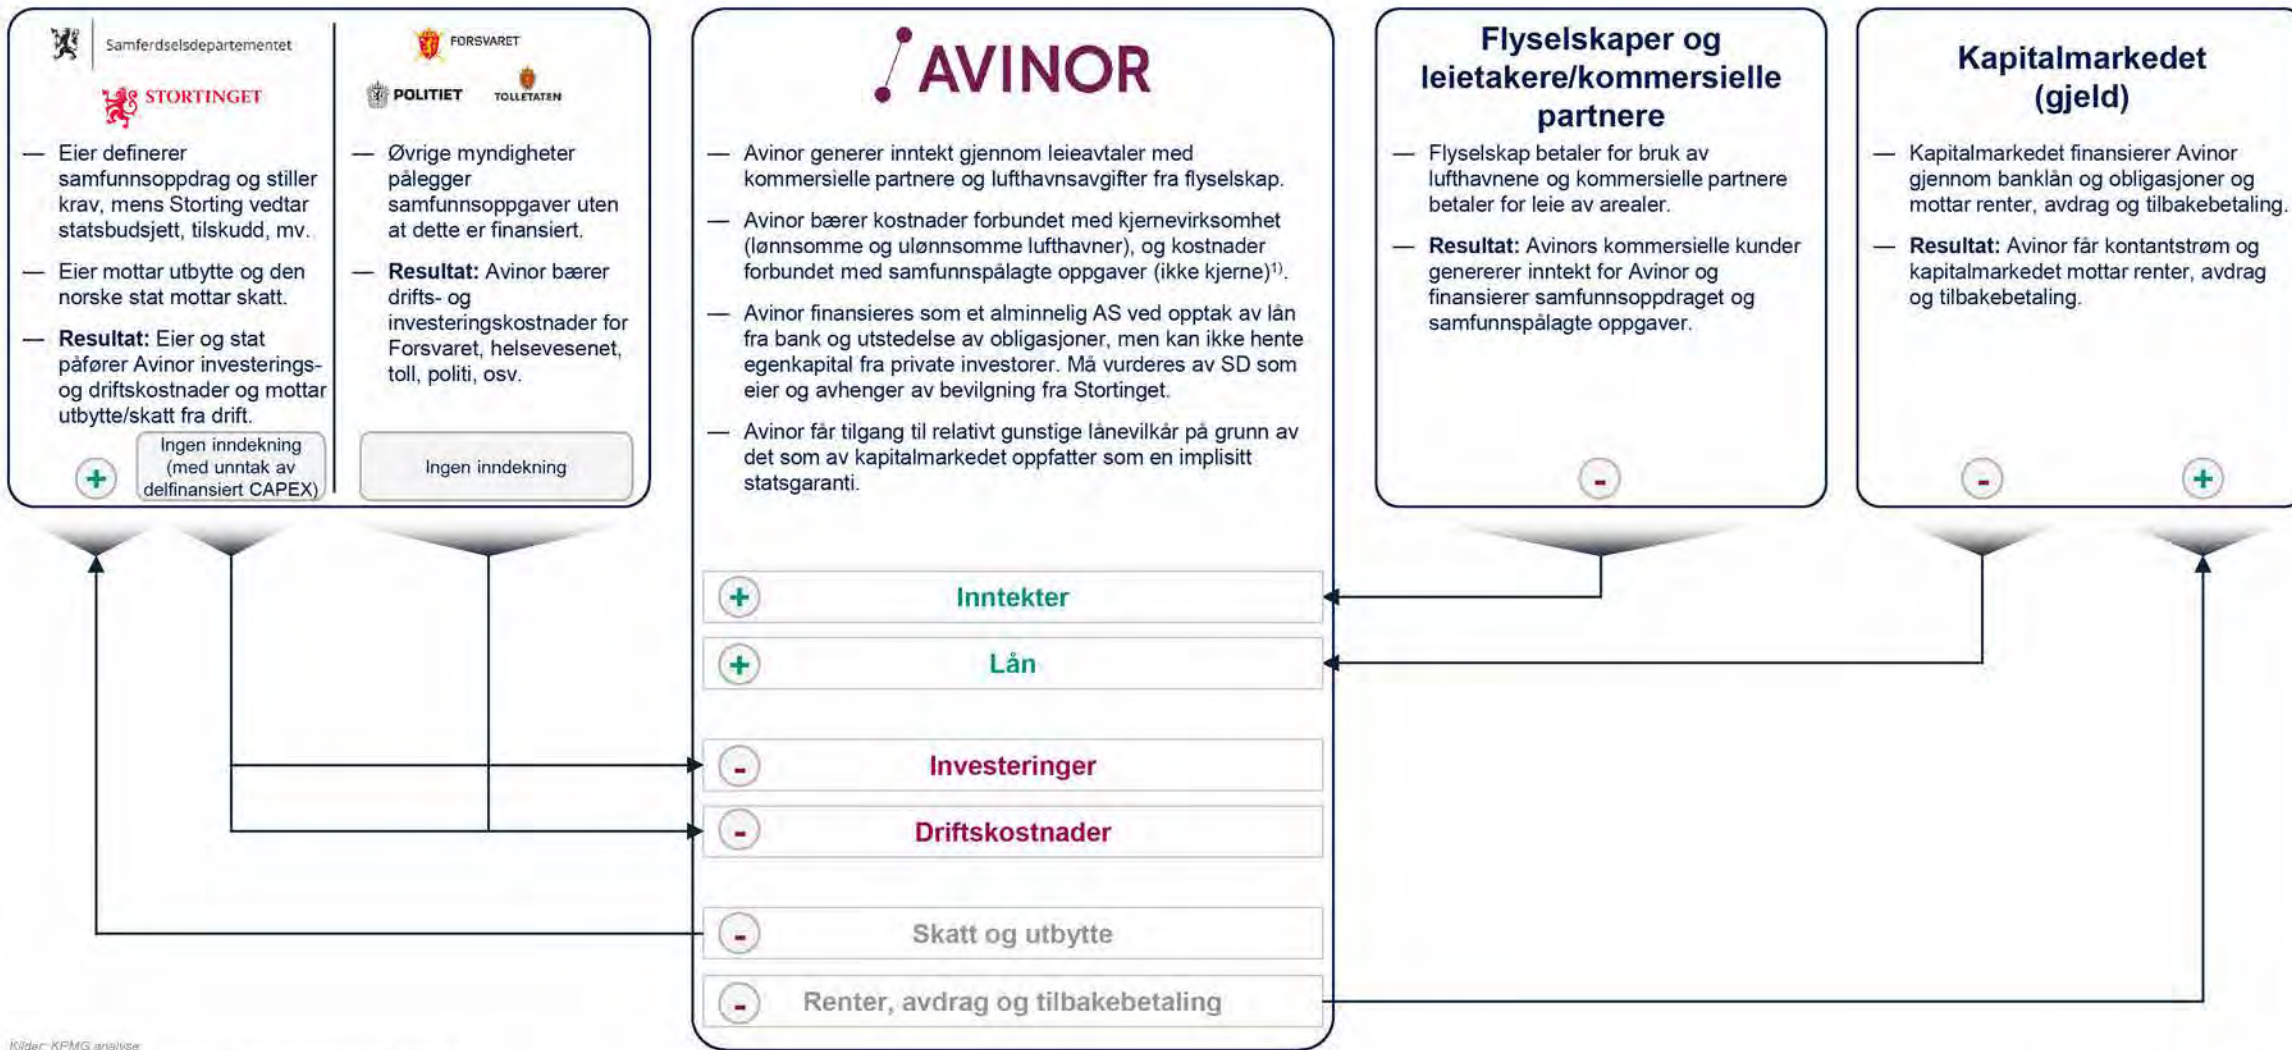 Samferdselsdepartementet
STORTINGET
— Eier definerer
samfunnsoppdrag og stiller
krav, mens Storting vedtar
statsbudsjett, tilskudd, mv.
— Eier mottar utbytte og den
norske stat mottar skatt.
— Resultat: Eier og stat
påfører Avinor investerings-
og driftskostnader og mottar
utbytte/skatt fra drift.
+
Ingen inndekning
(med unntak av
delfinansiert CAPEX)
FORSVARET
POLITIET
TOLLETATEN
— Øvrige myndigheter
pålegger
samfunnsoppgaver uten
at dette er finansiert.
— Resultat: Avinor bærer
drifts- og
investeringskostnader for
Forsvaret, helsevesenet,
toll, politi, osv.
Ingen inndekning
AVINOR
— Avinor generer inntekt gjennom leieavtaler med
kommersielle partnere og lufthavnsavgifter fra flyselskap.
— Avinor bærer kostnader forbundet med kjernevirksomhet
(lønnsomme og ulønnsomme lufthavner), og kostnader
forbundet med samfunnspålagte oppgaver (ikke kjerne)¹⁾.
— Avinor finansieres som et alminnelig AS ved opptak av lån
fra bank og utstedelse av obligasjoner, men kan ikke hente
egenkapital fra private investorer. Må vurderes av SD som
eier og avhenger av bevilgning fra Stortinget.
— Avinor får tilgang til relativt gunstige lånevilkår på grunn av
det som av kapitalmarkedet oppfatter som en implisitt
statsgaranti.
+ Inntekter
+ Lån
- Investeringer
- Driftskostnader
- Skatt og utbytte
- Renter, avdrag og tilbakebetaling
Flyselskaper og
leietakere/kommersielle
partnere
— Flyselskap betaler for bruk av
lufthavnene og kommersielle partnere
betaler for leie av arealer.
— Resultat: Avinors kommersielle kunder
genererer inntekt for Avinor og
finansierer samfunnsoppdraget og
samfunnspålagte oppgaver.
-
Kapitalmarkedet
(gjeld)
— Kapitalmarkedet finansierer Avinor
gjennom banklån og obligasjoner og
mottar renter, avdrag og tilbakebetaling.
— Resultat: Avinor får kontantstrøm og
kapitalmarkedet mottar renter, avdrag
og tilbakebetaling.
- +
Kilder: KPMG analyse